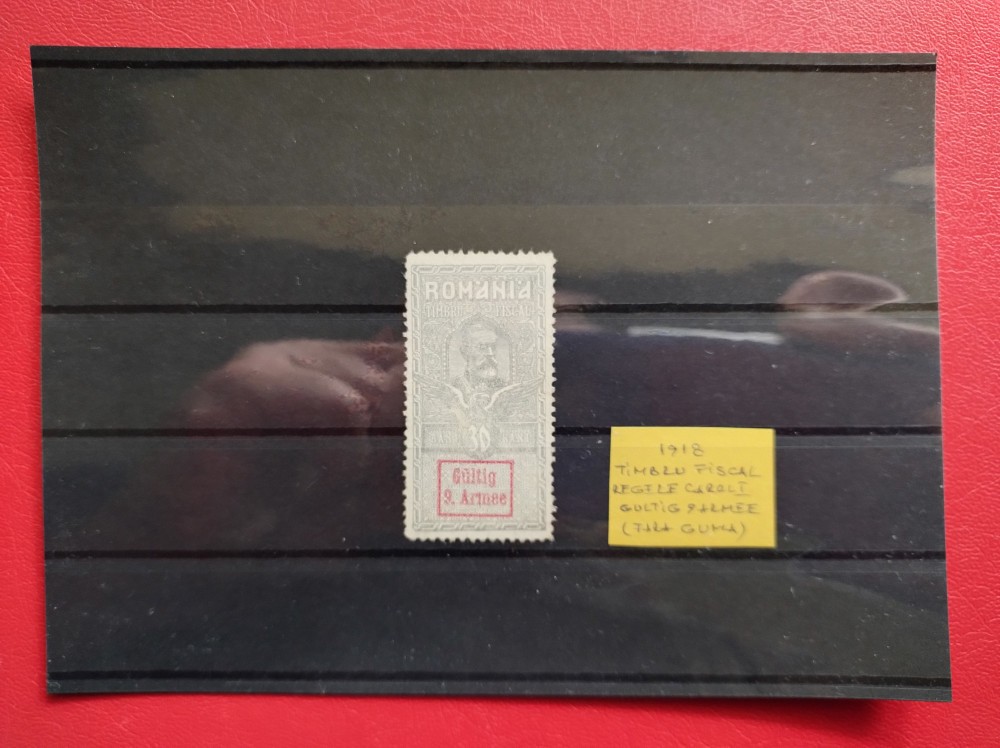 ROMANIA
TIMBRU FISCAL
30
Gültig
9. Armee
1918
TIMBRU FISCAL
REGELE CAROL I
GULTIG 9 ARMEE
(FARA GUMA)